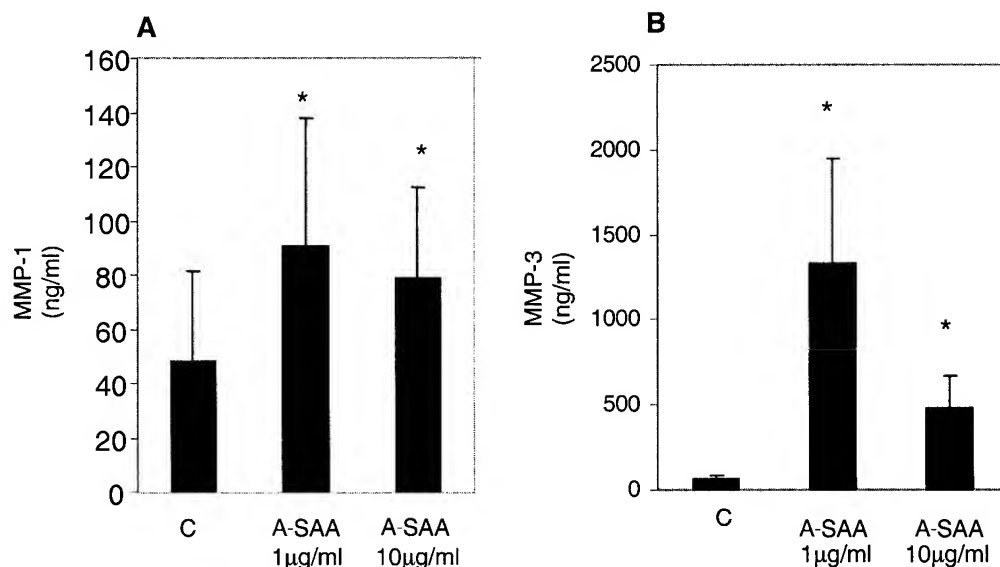 A
160
140
120
100
80
60
40
20
0
MMP-1
(ng/ml)
*
*
C
A-SAA
1µg/ml
A-SAA
10µg/ml
B
2500
2000
1500
1000
500
0
MMP-3
(ng/ml)
*
*
C
A-SAA
1µg/ml
A-SAA
10µg/ml